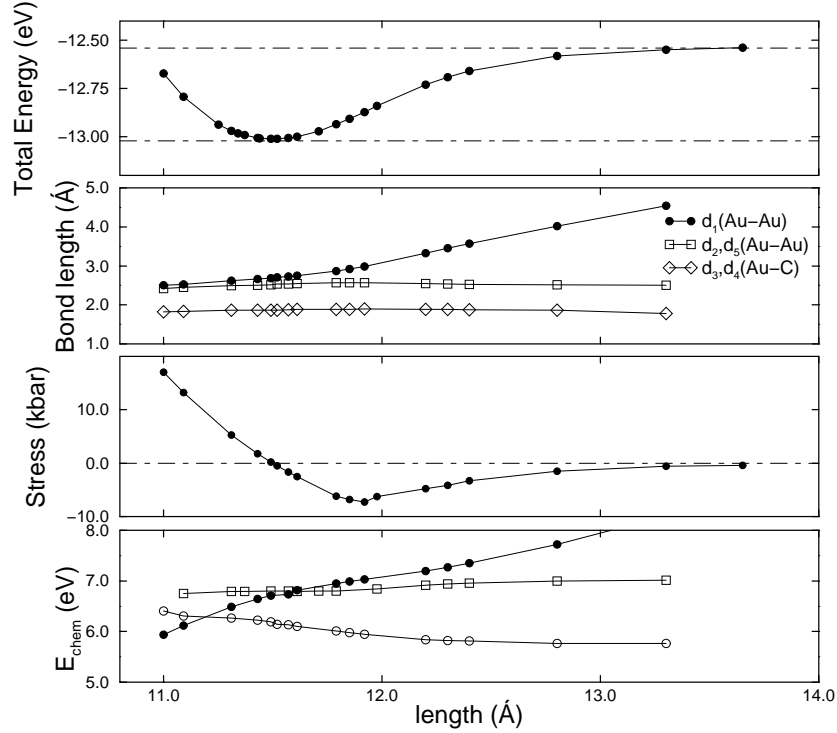 Total Energy (eV)
−12.50
−12.75
−13.00
Bond length (Á)
5.0
4.0
3.0
2.0
1.0
d₁(Au−Au)
d₂,d₅(Au−Au)
d₃,d₄(Au−C)
Stress (kbar)
10.0
0.0
−10.0
E_chem (eV)
8.0
7.0
6.0
5.0
11.0 12.0 13.0 14.0
length (Á)